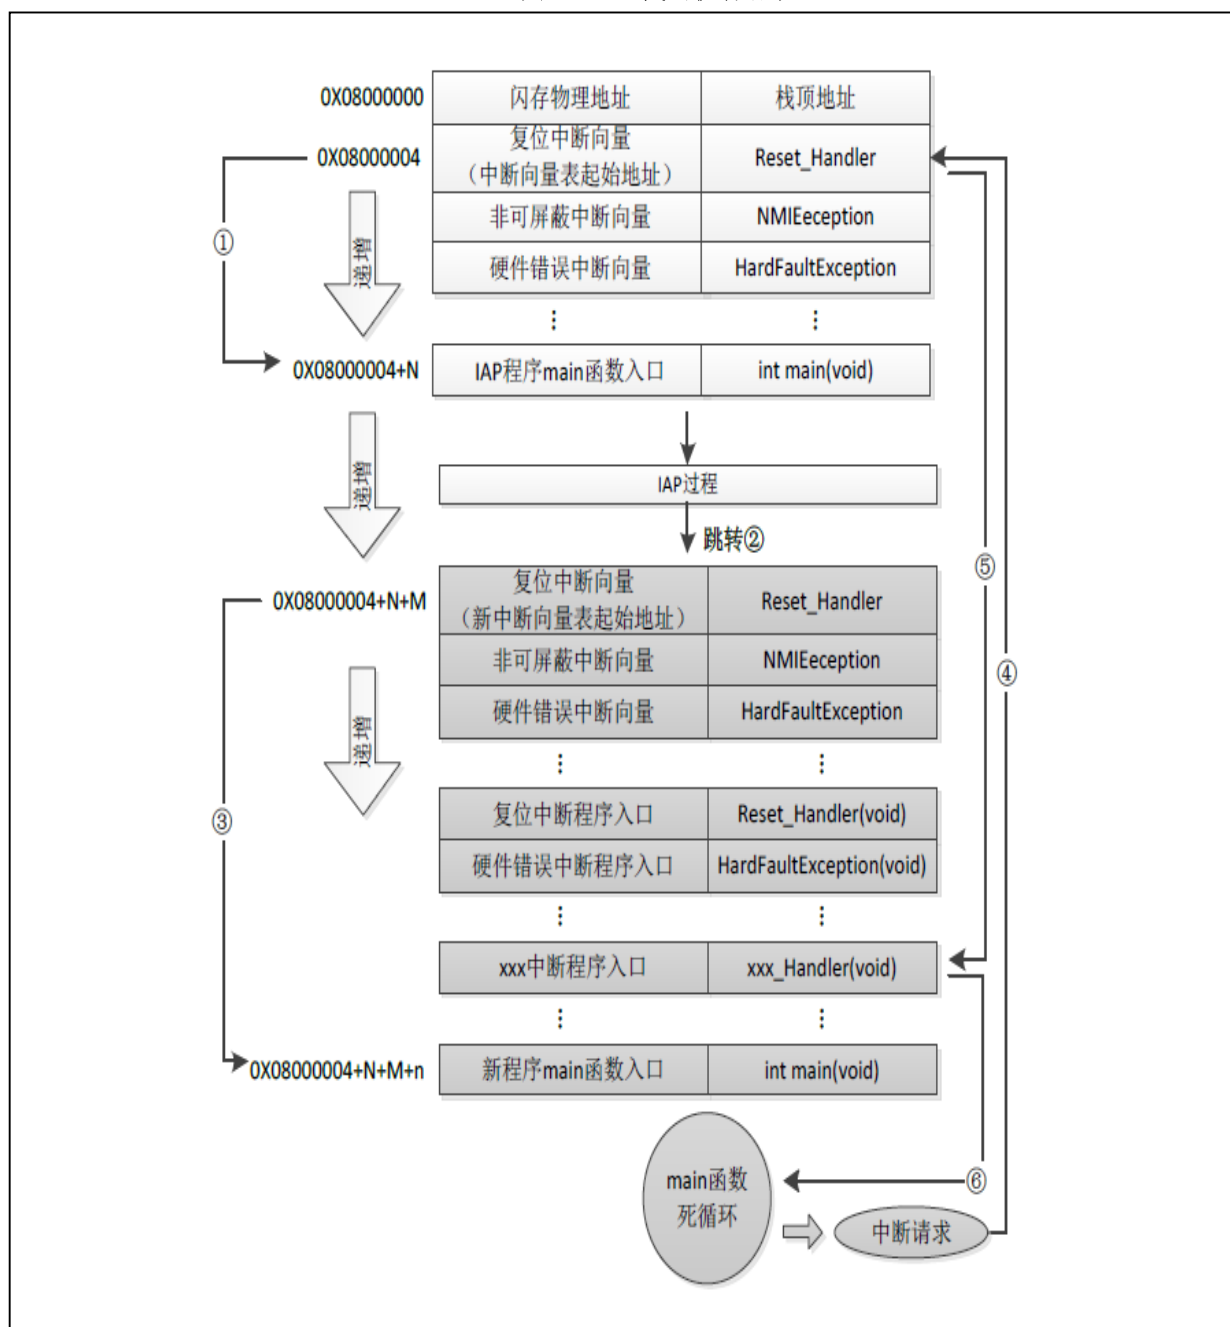 0X08000000
闪存物理地址
栈顶地址
0X08000004
复位中断向量
（中断向量表起始地址）
Reset_Handler
非可屏蔽中断向量
NMIEeception
①
递增
硬件错误中断向量
HardFaultException
⋮
⋮
0X08000004+N
IAP程序main函数入口
int main(void)
递增
IAP过程
跳转②
⑤
0X08000004+N+M
复位中断向量
（新中断向量表起始地址）
Reset_Handler
非可屏蔽中断向量
NMIEeception
④
递增
硬件错误中断向量
HardFaultException
⋮
⋮
③
复位中断程序入口
Reset_Handler(void)
硬件错误中断程序入口
HardFaultException(void)
⋮
⋮
xxx中断程序入口
xxx_Handler(void)
⋮
⋮
0X08000004+N+M+n
新程序main函数入口
int main(void)
main函数
死循环
⑥
中断请求